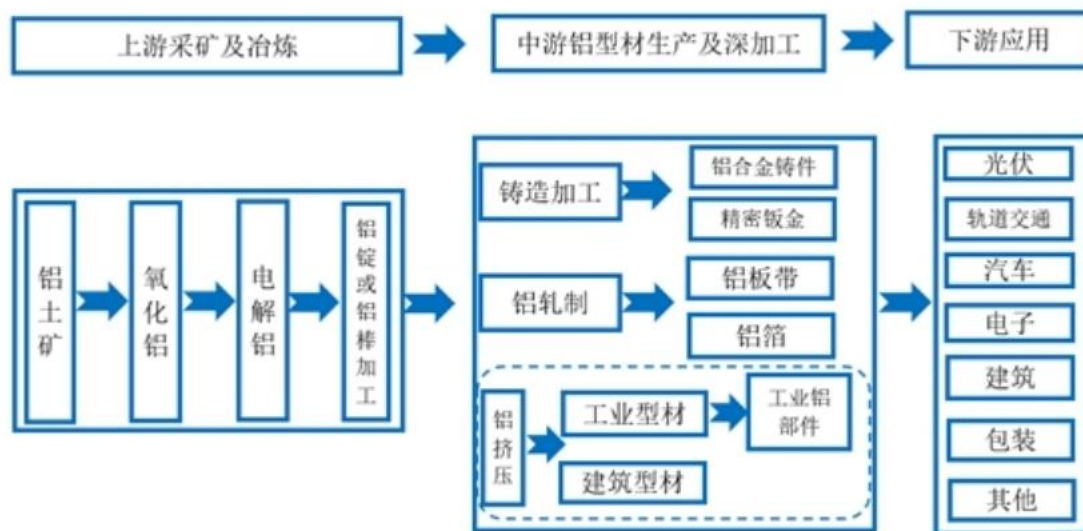 上游采矿及冶炼
中游铝型材生产及深加工
下游应用
铝土矿
氧化铝
电解铝
铝锭或铝棒加工
铸造加工
铝合金铸件
精密钣金
铝轧制
铝板带
铝箔
铝挤压
工业型材
工业铝
部件
建筑型材
光伏
轨道交通
汽车
电子
建筑
包装
其他